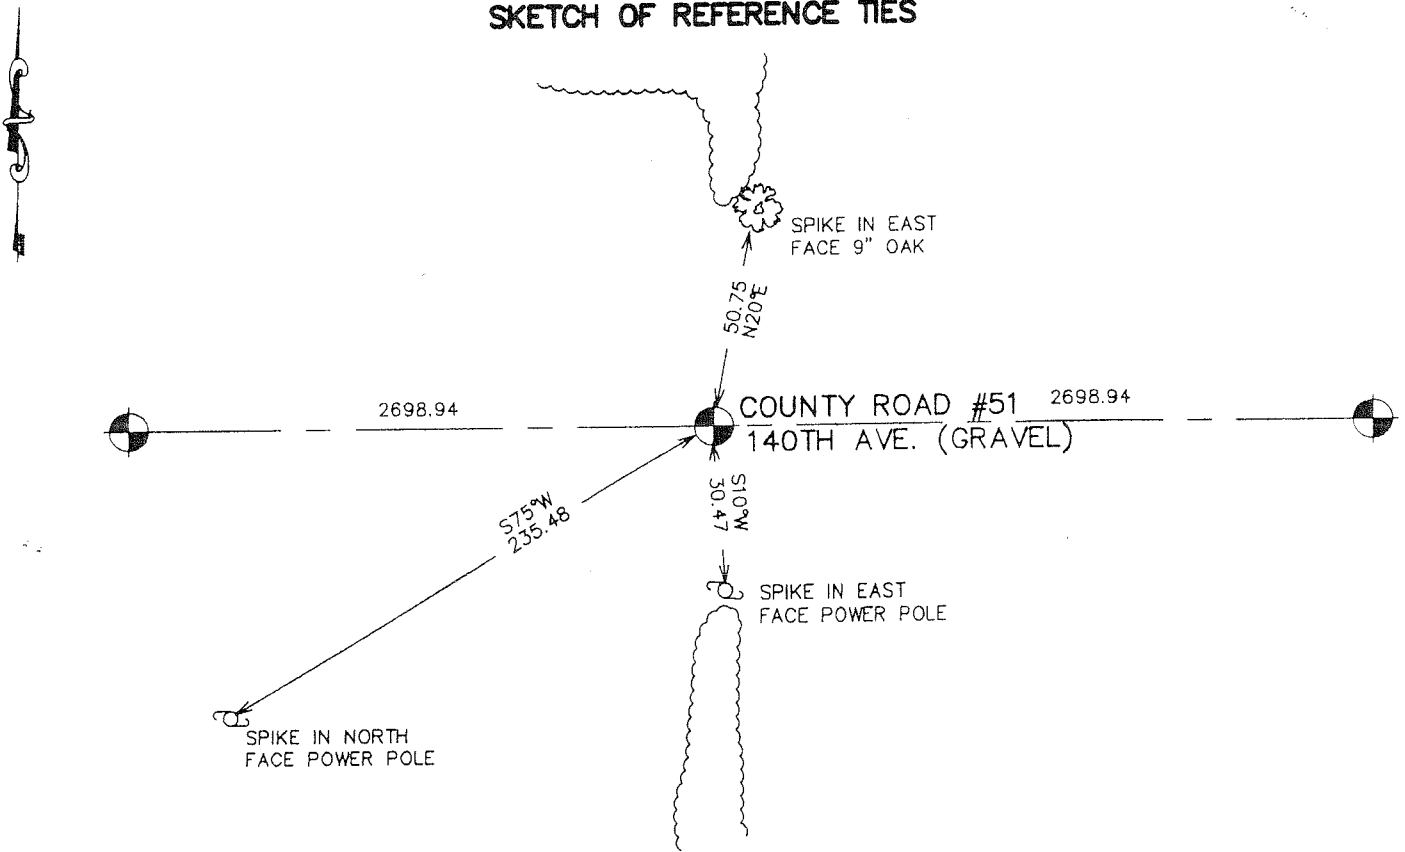 SKETCH OF REFERENCE TIES
SPIKE IN EAST
FACE 9" OAK
50.75
N20°E
2698.94
COUNTY ROAD #51
2698.94
140TH AVE. (GRAVEL)
S10°W
30.47
S75°W
235.48
SPIKE IN EAST
FACE POWER POLE
SPIKE IN NORTH
FACE POWER POLE